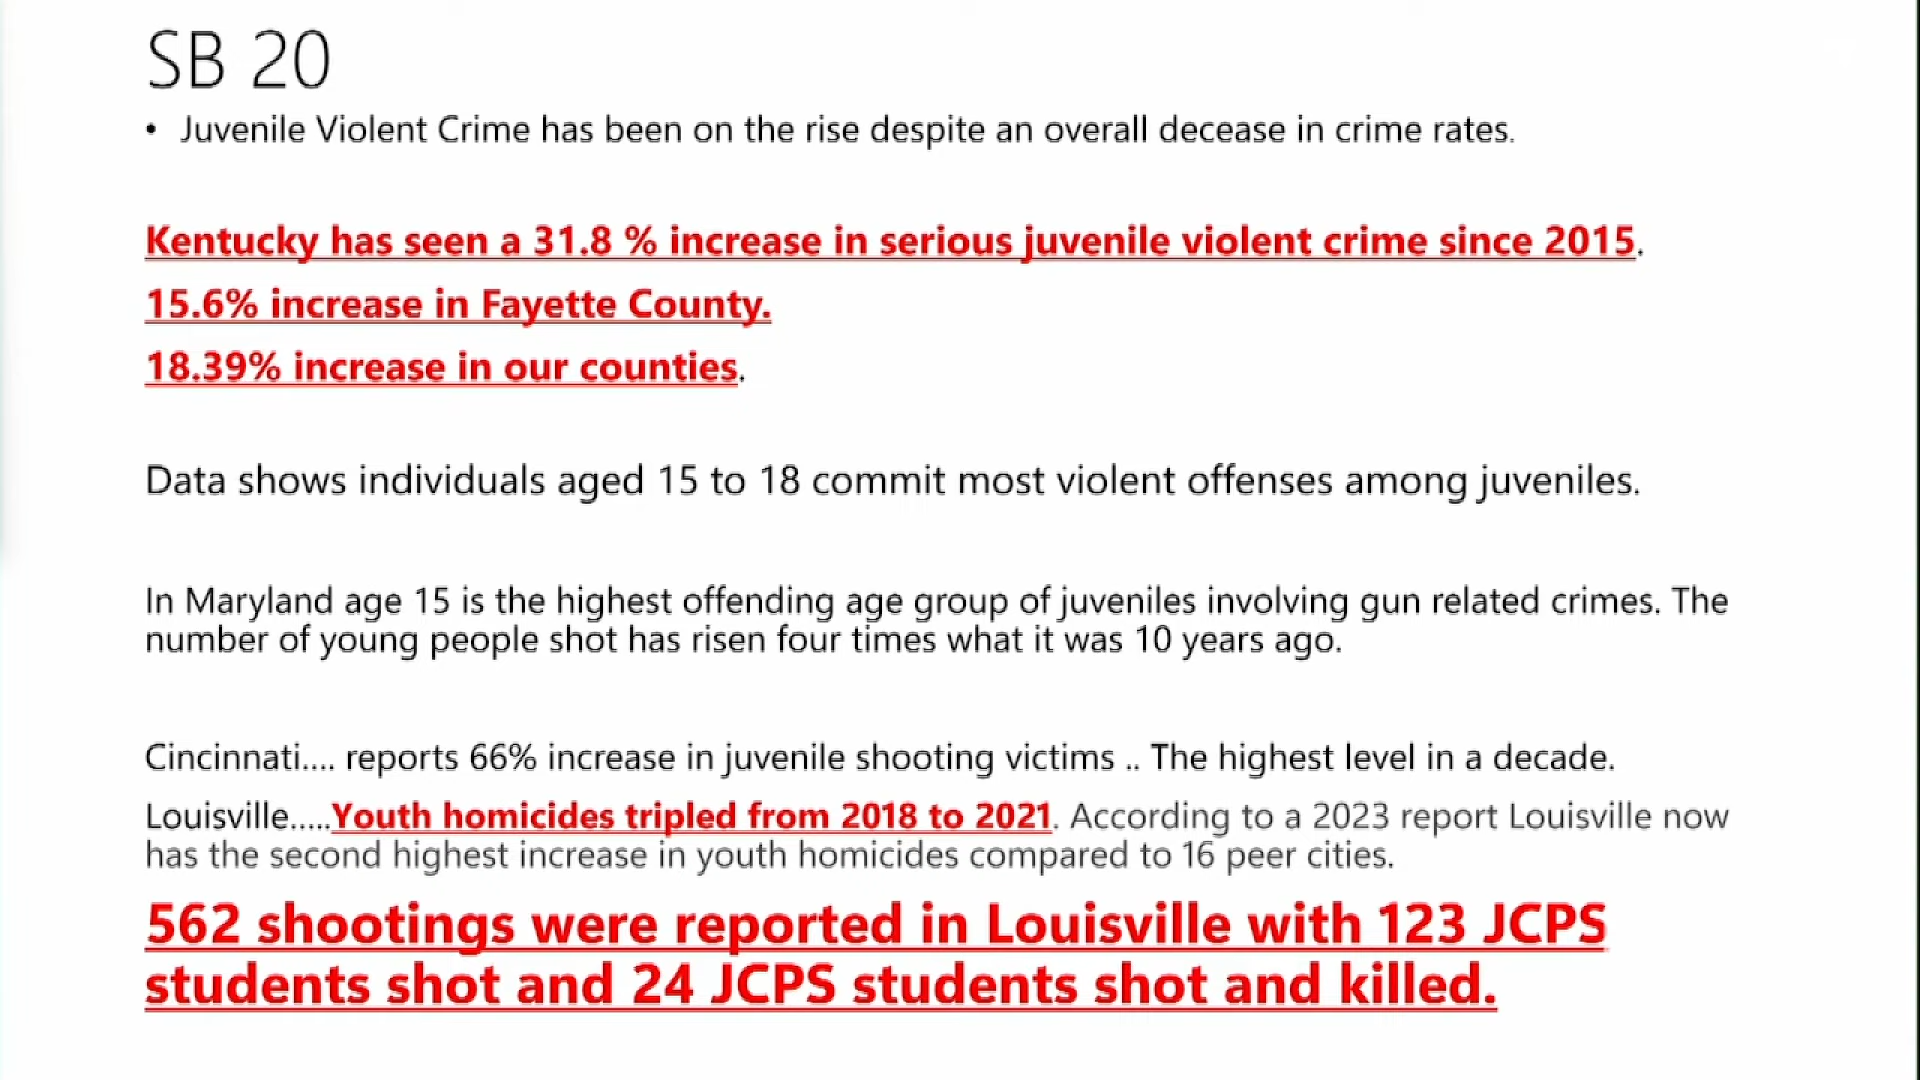 SB 20
• Juvenile Violent Crime has been on the rise despite an overall decease in crime rates.
Kentucky has seen a 31.8 % increase in serious juvenile violent crime since 2015.
15.6% increase in Fayette County.
18.39% increase in our counties.
Data shows individuals aged 15 to 18 commit most violent offenses among juveniles.
In Maryland age 15 is the highest offending age group of juveniles involving gun related crimes. The
number of young people shot has risen four times what it was 10 years ago.
Cincinnati.... reports 66% increase in juvenile shooting victims .. The highest level in a decade.
Louisville.....Youth homicides tripled from 2018 to 2021. According to a 2023 report Louisville now
has the second highest increase in youth homicides compared to 16 peer cities.
562 shootings were reported in Louisville with 123 JCPS
students shot and 24 JCPS students shot and killed.